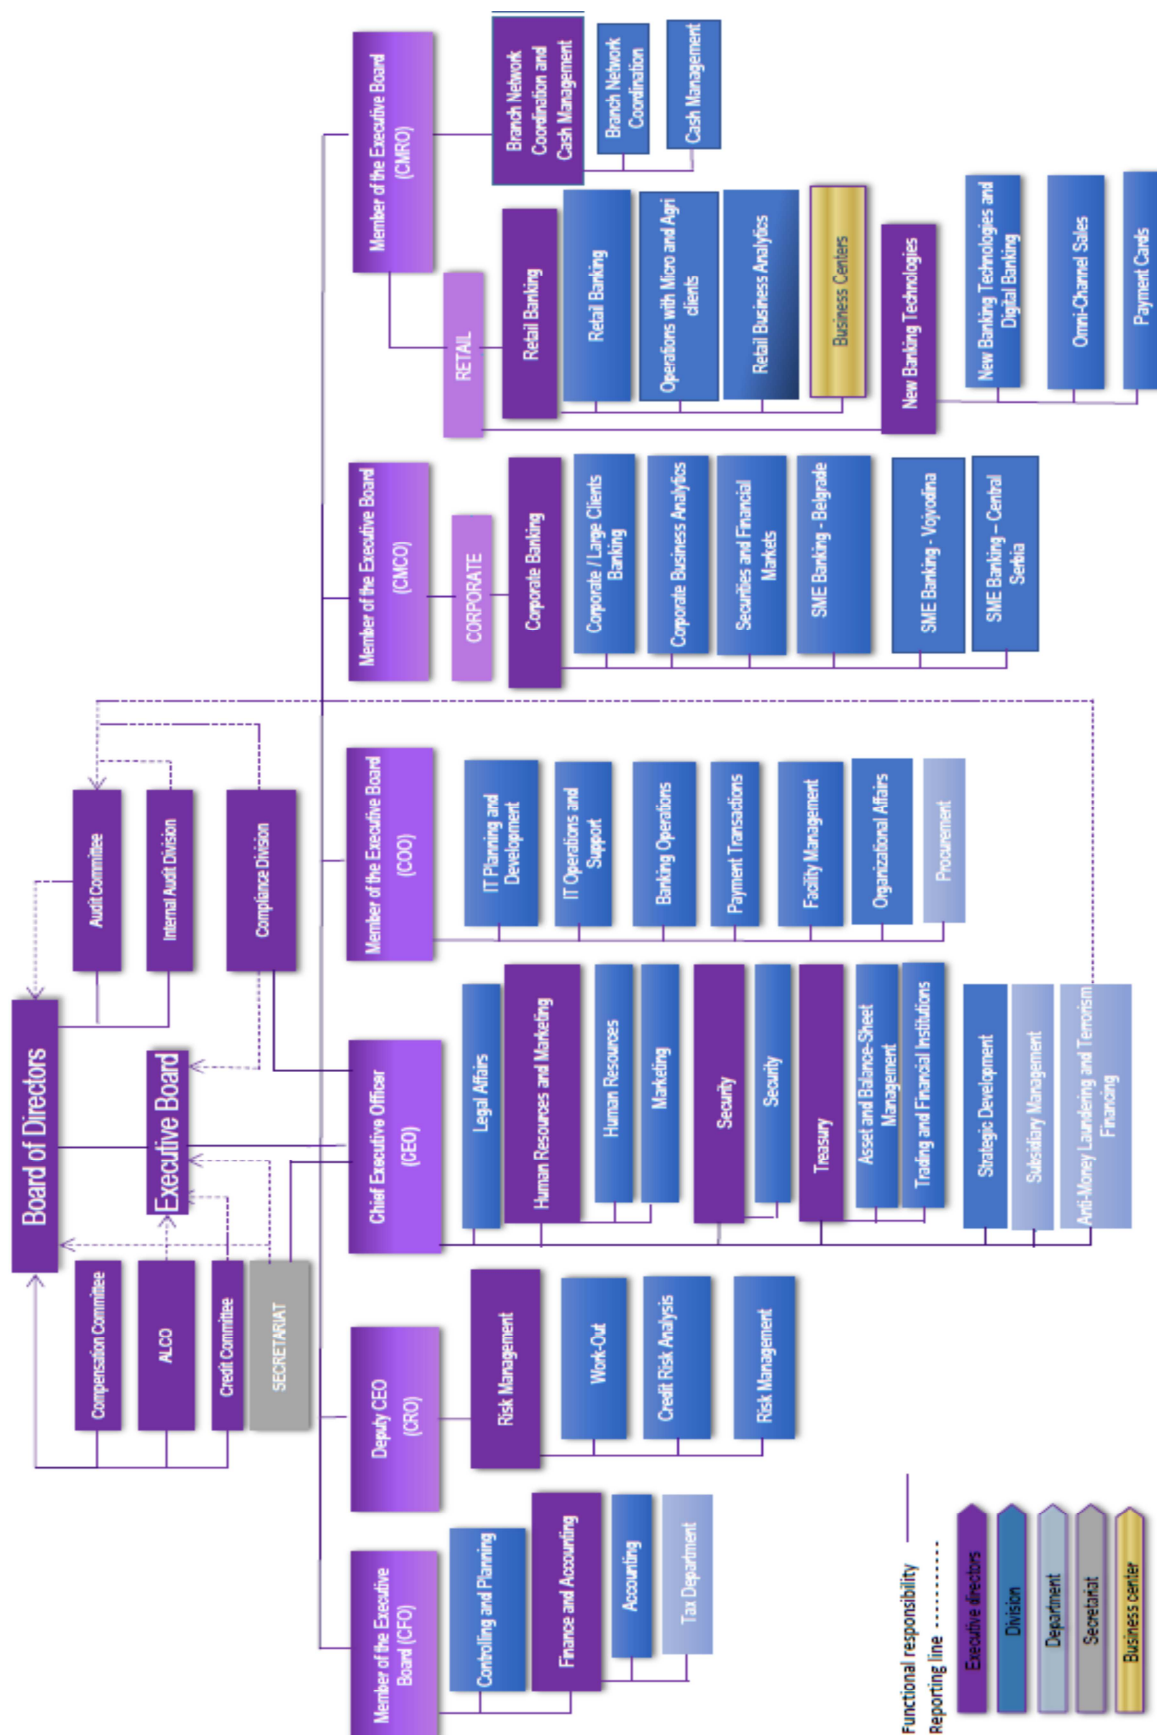 Board of Directors
Audit Committee
Internal Audit Division
Compliance Division
Executive Board
Compensation Committee
ALCO
Credit Committee
SECRETARIAT
Member of the Executive
Board (CFO)
Controlling and Planning
Finance and Accounting
Accounting
Tax Department
Deputy CEO
(CRO)
Risk Management
Work-Out
Credit Risk Analysis
Risk Management
Chief Executive Officer
(CEO)
Legal Affairs
Human Resources and Marketing
Human Resources
Marketing
Security
Security
Treasury
Asset and Balance-Sheet
Management
Trading and Financial Institutions
Strategic Development
Subsidiary Management
Anti-Money Laundering and Terrorism
Financing
Member of the Executive Board
(COO)
IT Planning and
Development
IT Operations and
Support
Banking Operations
Payment Transactions
Facility Management
Organizational Affairs
Procurement
Member of the Executive Board
(CMCO)
CORPORATE
Corporate Banking
Corporate / Large Clients
Banking
Corporate Business Analytics
Securities and Financial
Markets
SME Banking - Belgrade
SME Banking - Vojvodina
SME Banking – Central
Serbia
Member of the Executive Board
(CMRO)
RETAIL
Retail Banking
Retail Banking
Operations with Micro and Agri
clients
Retail Business Analytics
Business Centers
New Banking Technologies
New Banking Technologies and
Digital Banking
Omni-Channel Sales
Payment Cards
Branch Network
Coordination and
Cash Management
Branch Network
Coordination
Cash Management
Functional responsibility
Reporting line ----------
Executive directors
Division
Department
Secretariat
Business center